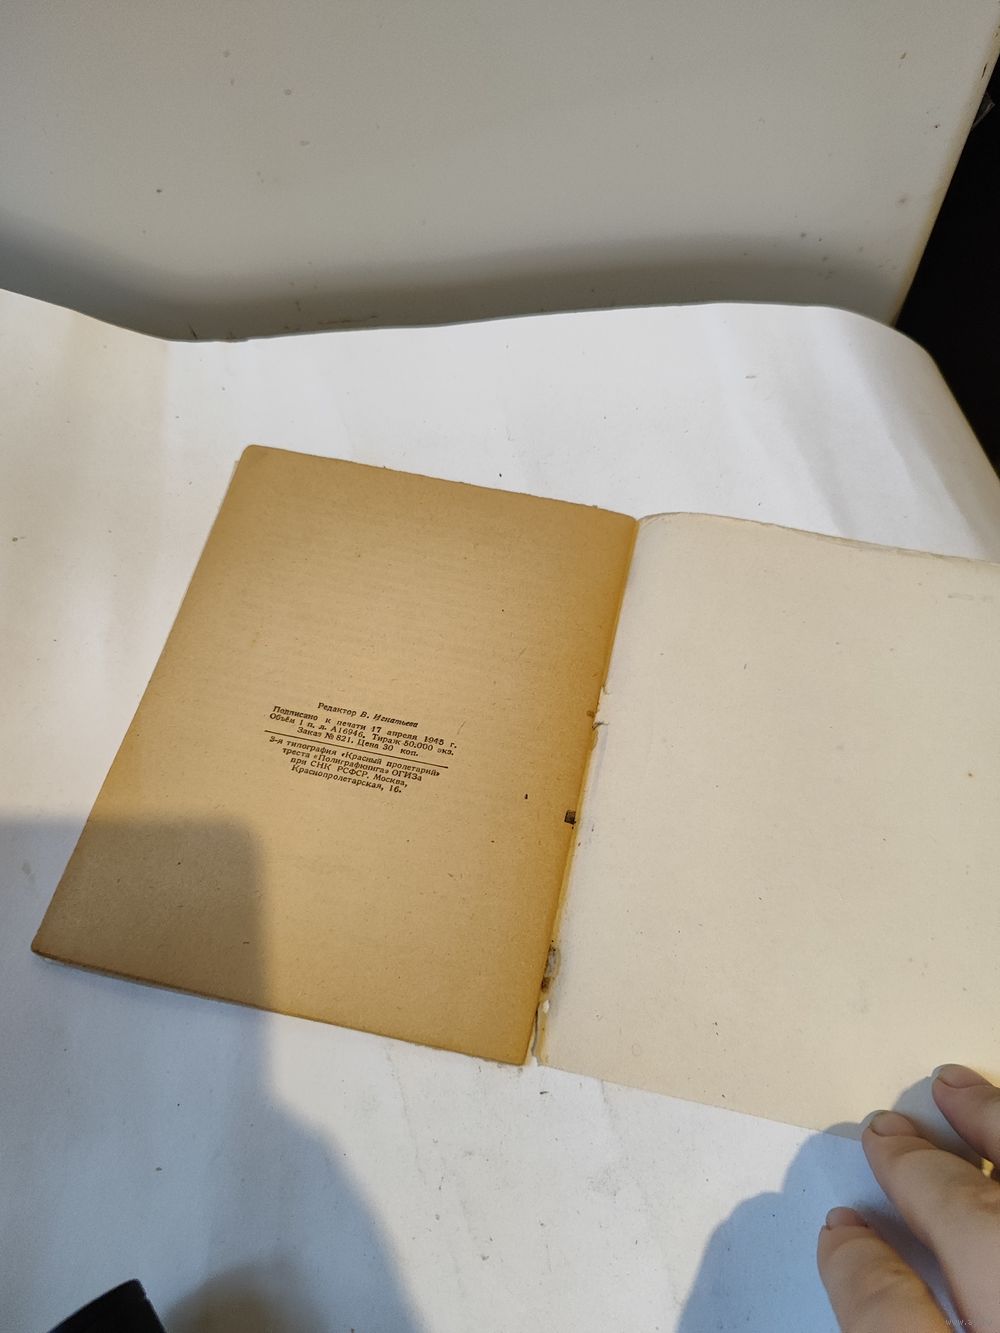 Редактор В. Игнатьева
Подписано к печати 17 апреля 1945 г.
Объём 1 п. л. А16946. Тираж 50.000 экз.
Заказ № 821. Цена 30 коп.
3-я типография «Красный пролетарий»
треста «Полиграфкнига» ОГИЗа
при СНК РСФСР. Москва,
Краснопролетарская, 16.